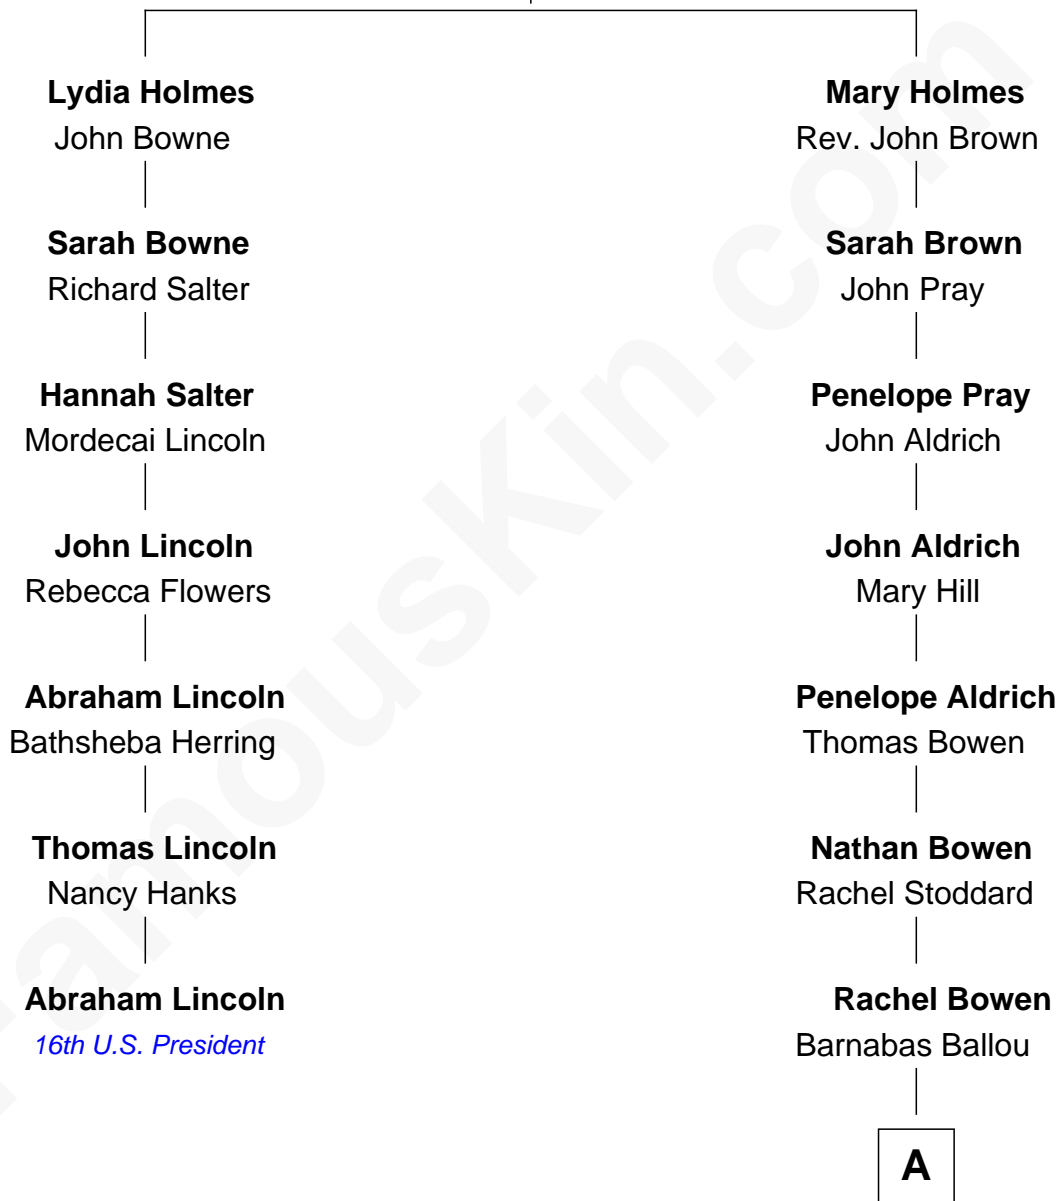 Lydia Holmes
John Bowne
Mary Holmes
Rev. John Brown
Sarah Bowne
Richard Salter
Sarah Brown
John Pray
Hannah Salter
Mordecai Lincoln
Penelope Pray
John Aldrich
John Lincoln
Rebecca Flowers
John Aldrich
Mary Hill
Abraham Lincoln
Bathsheba Herring
Penelope Aldrich
Thomas Bowen
Thomas Lincoln
Nancy Hanks
Nathan Bowen
Rachel Stoddard
Abraham Lincoln
16th U.S. President
Rachel Bowen
Barnabas Ballou
A
FamousKin.com